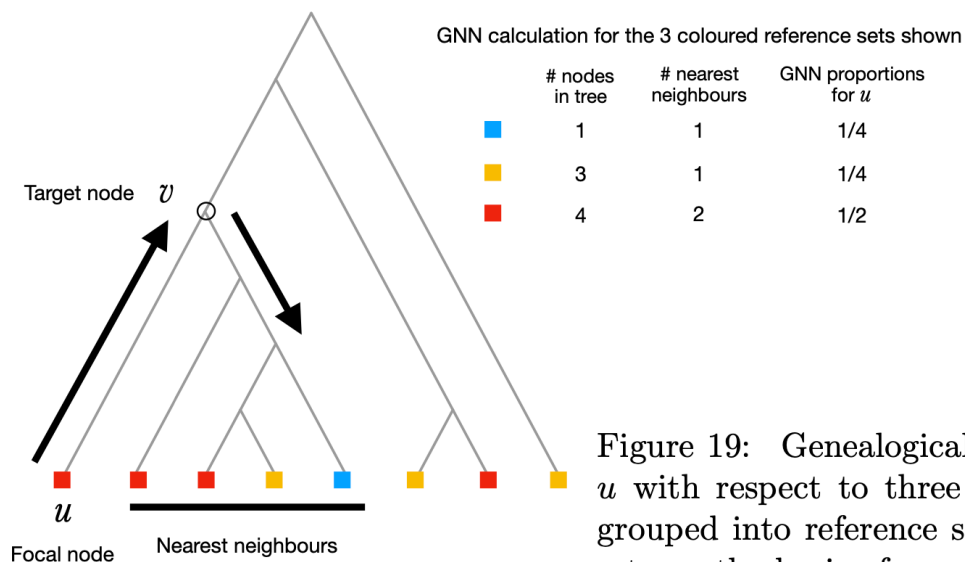 GNN calculation for the 3 coloured reference sets shown
# nodes in tree
# nearest neighbours
GNN proportions for u
1 1 1/4
3 1 1/4
4 2 1/2
Target node v
u
Focal node
Nearest neighbours
Figure 19: Genealogical
u with respect to three
grouped into reference s